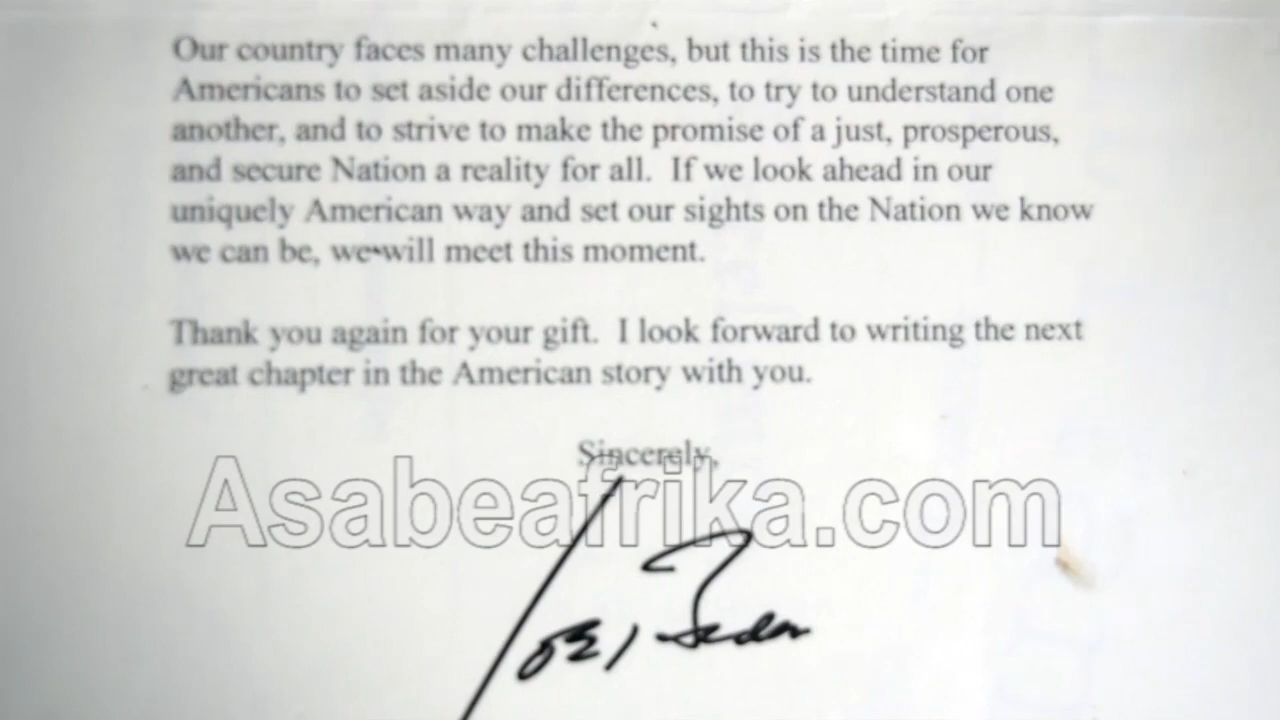 Our country faces many challenges, but this is the time for
Americans to set aside our differences, to try to understand one
another, and to strive to make the promise of a just, prosperous,
and secure Nation a reality for all.  If we look ahead in our
uniquely American way and set our sights on the Nation we know
we can be, we will meet this moment.
Thank you again for your gift.  I look forward to writing the next
great chapter in the American story with you.
Sincerely,
Asabeafrika.com